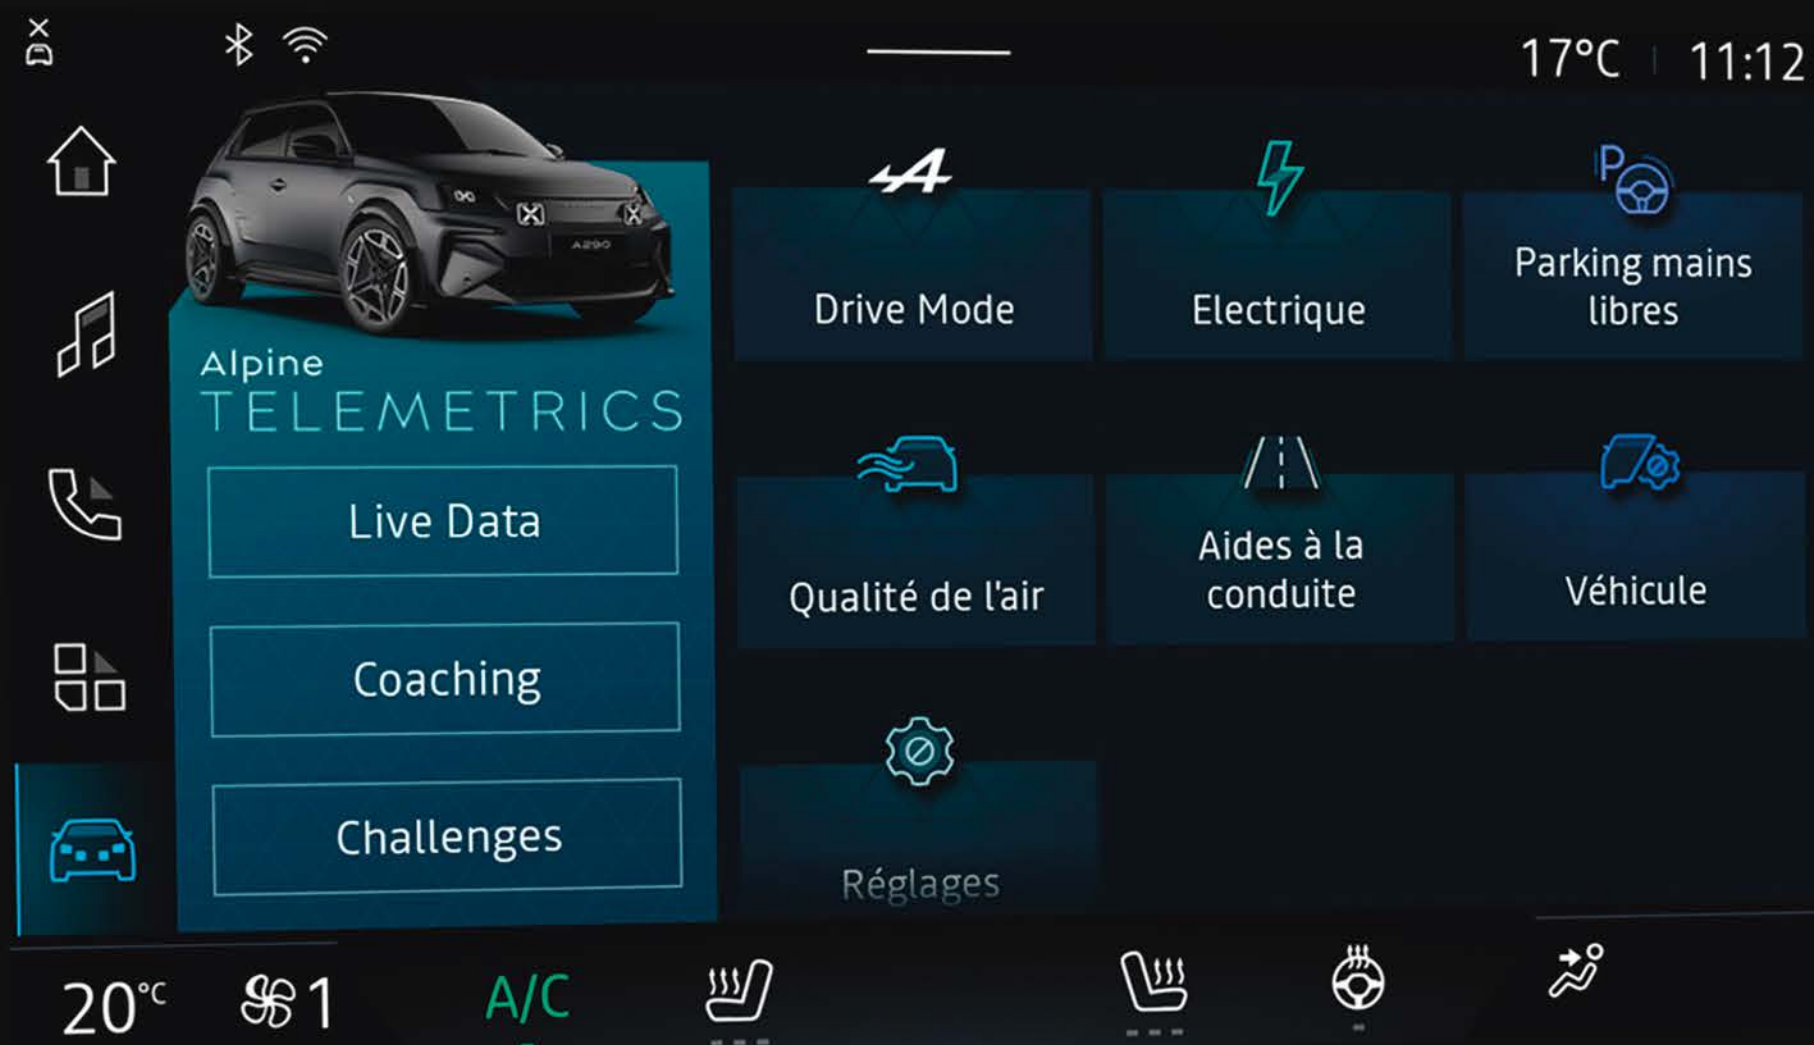 17°C 11:12
A290
Alpine
TELEMETRICS
Live Data
Coaching
Challenges
Drive Mode
Electrique
P
Parking mains
libres
Qualité de l'air
Aides à la
conduite
Véhicule
Réglages
20°C 1 A/C